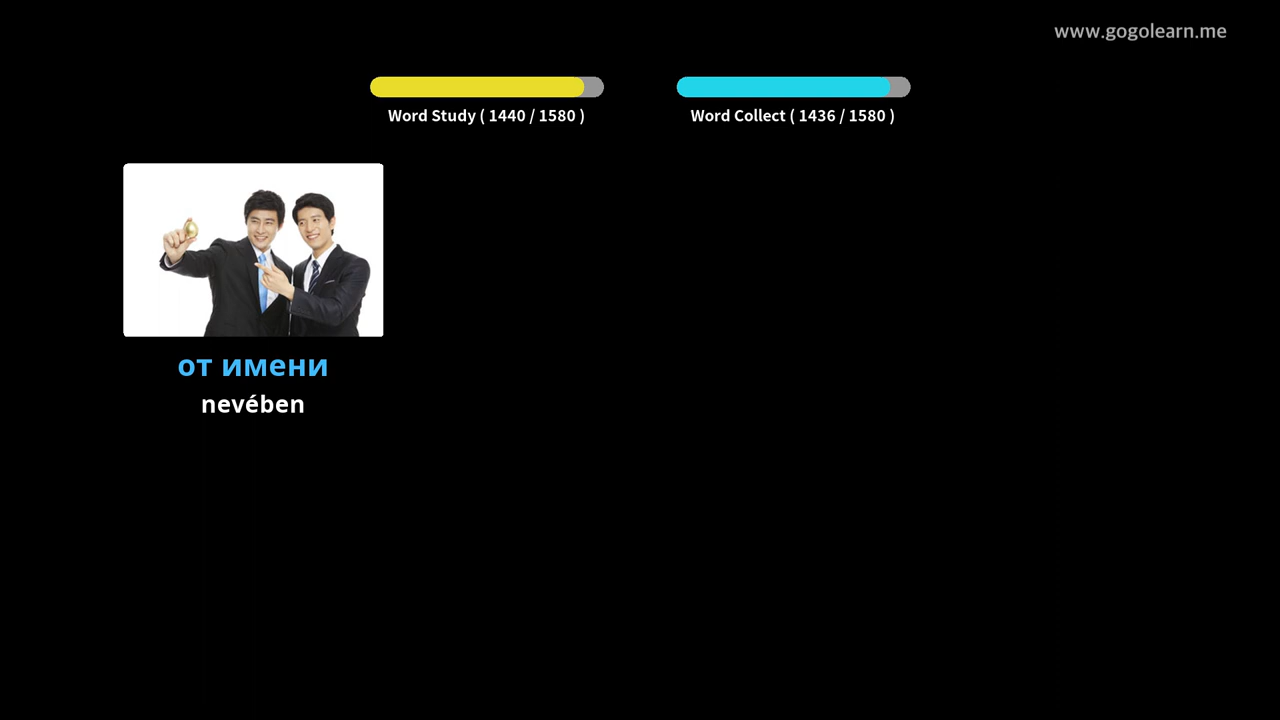 www.gogolearn.me
Word Study ( 1440 / 1580 )
Word Collect ( 1436 / 1580 )
от имени
nevében